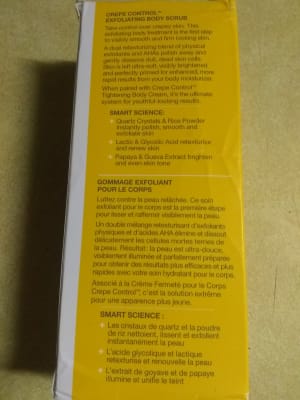 CREPE CONTROL™
EXFOLIATING BODY SCRUB
Take control over crepey skin. This
exfoliating body treatment is the first step
to visibly smooth and firm looking skin.
A dual retexturizing blend of physical
exfoliants and AHAs polish away and
gently dissolve dull, dead skin cells.
Skin is left ultra-soft, visibly brightened
and perfectly primed for enhanced, more
rapid results from your body moisturizer.
When paired with Crepe Control™
Tightening Body Cream, it's the ultimate
system for youthful-looking results.
SMART SCIENCE:
Quartz Crystals & Rice Powder
instantly polish, smooth and
exfoliate skin
Lactic & Glycolic Acid retexturize
and renew skin
Papaya & Guava Extract brighten
and even skin tone
GOMMAGE EXFOLIANT
POUR LE CORPS
Luttez contre la peau relâchée. Ce soin
exfoliant pour le corps est la première étape
pour lisser et raffermir visiblement la peau.
Un double mélange retexturisant d'exfoliants
physiques et d'acides AHA élimine et dissout
délicatement les cellules mortes ternes de
la peau. Résultat : la peau est ultra-douce,
visiblement illuminée et parfaitement préparée
pour obtenir des résultats plus efficaces et plus
rapides avec votre soin hydratant pour le corps.
Associé à la Crème Fermeté pour le Corps
Crepe Control™, c'est la solution extrême
pour une apparence plus jeune.
SMART SCIENCE :
Les cristaux de quartz et la poudre
de riz nettoient, lissent et exfolient
instantanément la peau
L'acide glycolique et lactique
retexturise et renouvelle la peau
L'extrait de goyave et de papaye
illumine et unifie le teint